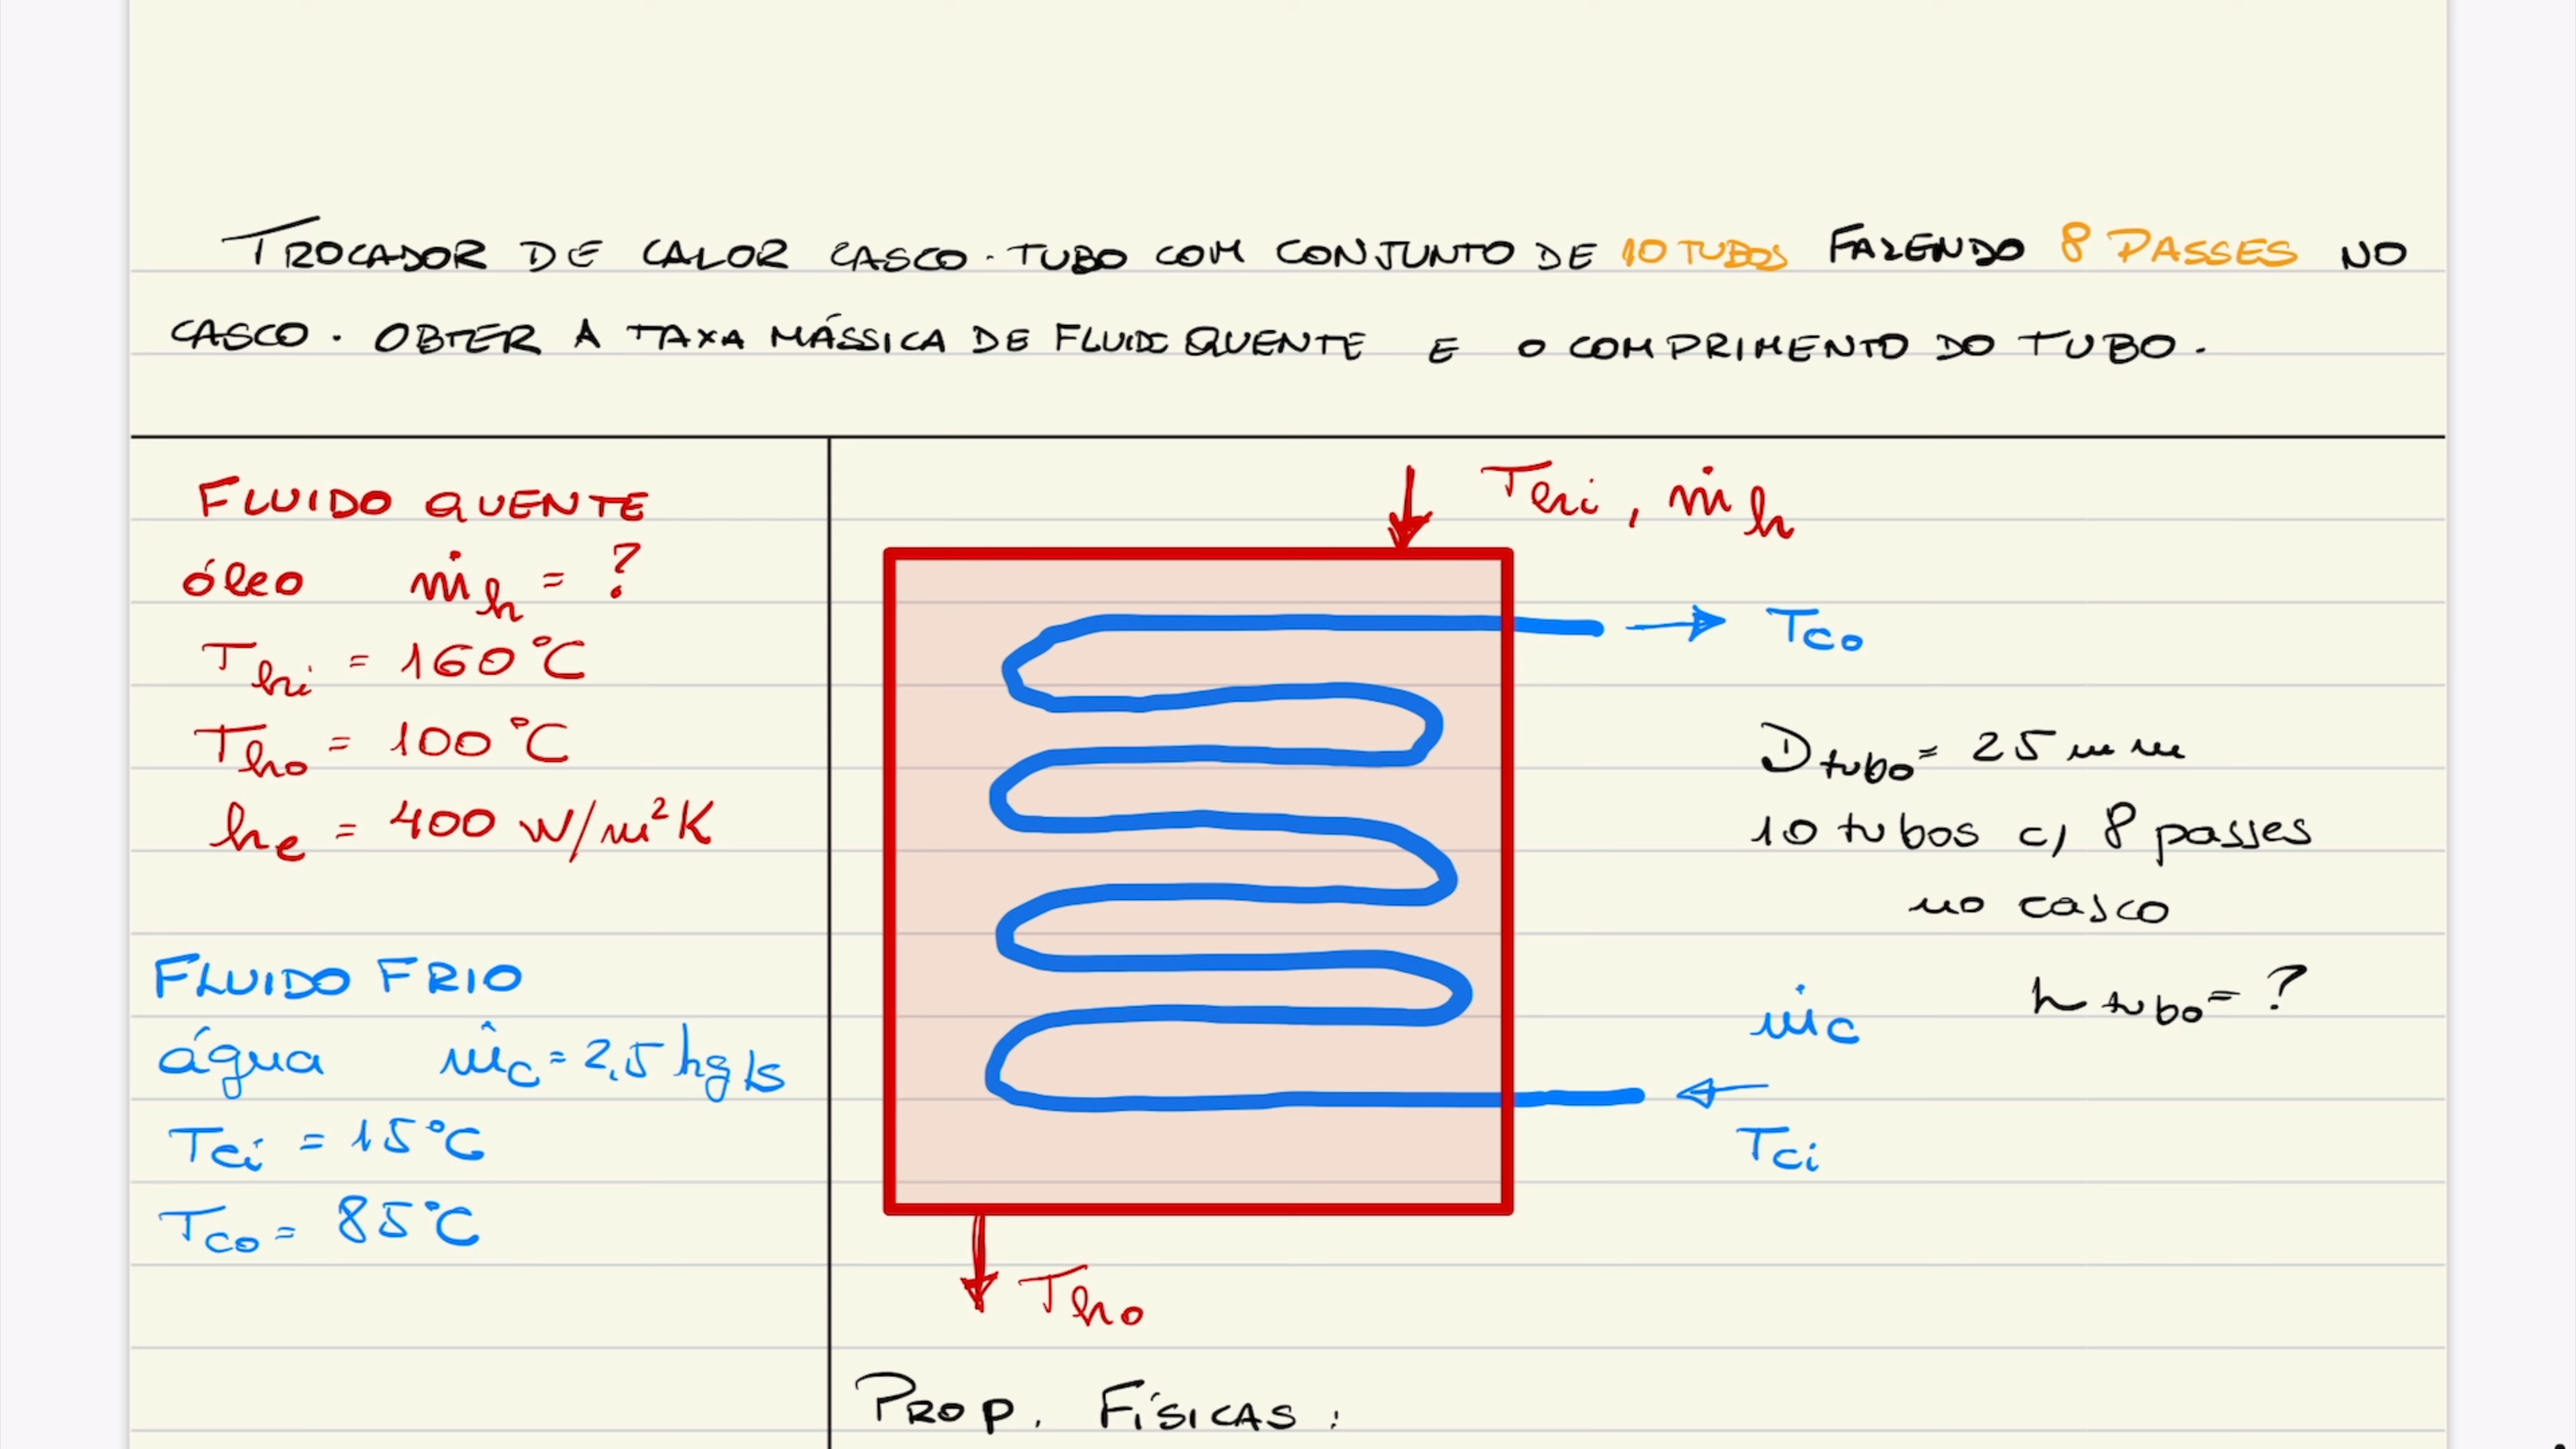 TROCADOR DE CALOR CASCO-TUBO COM CONJUNTO DE 10 TUBOS FAZENDO 8 PASSES NO
CASCO. OBTER A TAXA MÁSSICA DE FLUIDO QUENTE E O COMPRIMENTO DO TUBO.
FLUIDO QUENTE
óleo ṁh = ?
Thi = 160°C
Tho = 100°C
he = 400 W/m²K
FLUIDO FRIO
água ṁc = 2,5 kg/s
Tci = 15°C
Tco = 85°C
Thi, ṁh
Tco
Dtubo = 25 mm
10 tubos c/ 8 passes
no casco
Ltubo = ?
ṁc
Tci
Tho
PROP. FÍSICAS: